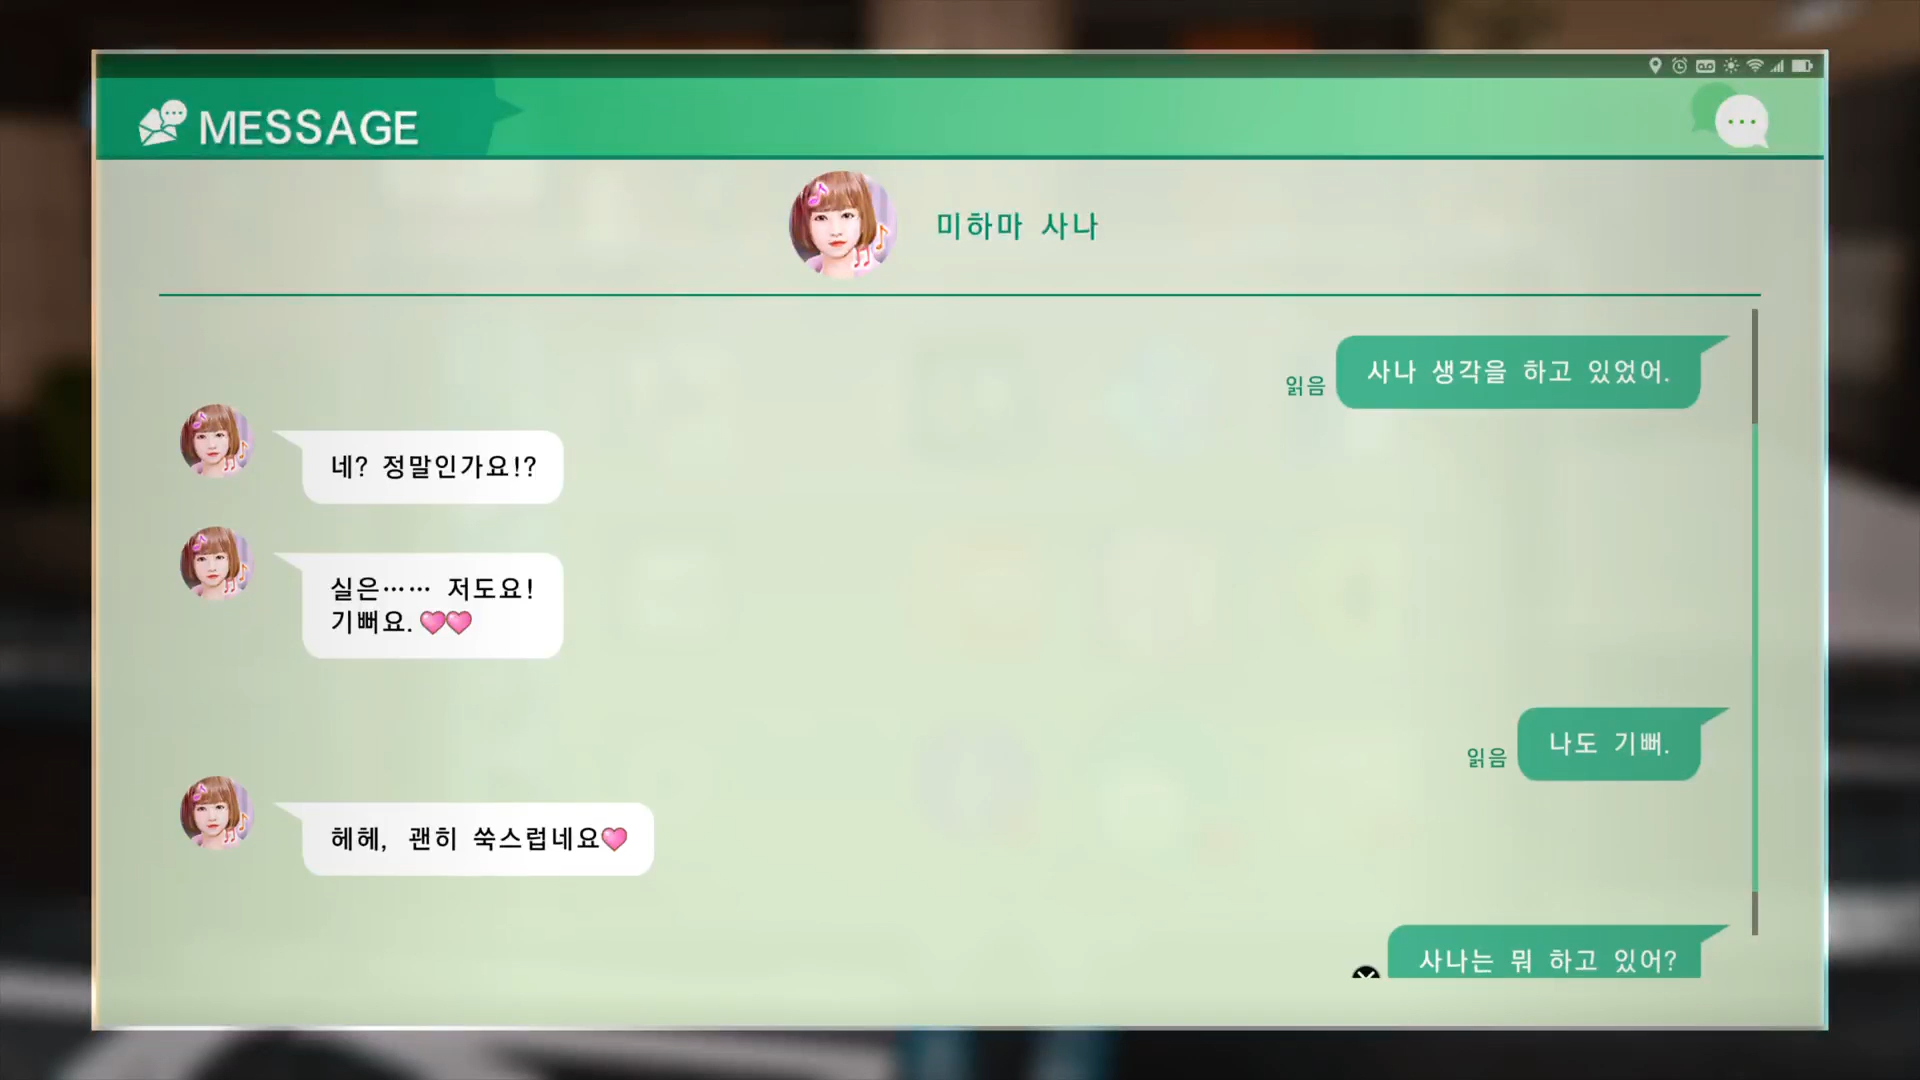 MESSAGE
미하마 사나
사나 생각을 하고 있었어.
읽음
네? 정말인가요!?
실은…… 저도요!
기뻐요.💗💗
나도 기뻐.
읽음
헤헤, 괜히 쑥스럽네요💗
사나는 뭐 하고 있어?